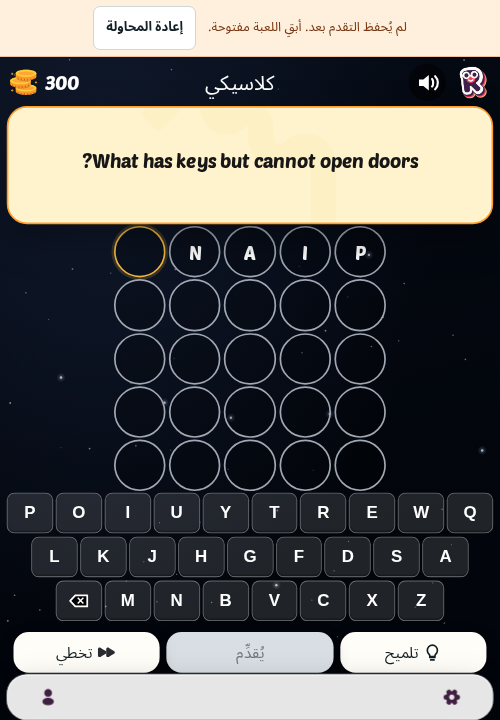 لم يُحفظ التقدم بعد. أبقِ اللعبة مفتوحة.
إعادة المحاولة
كلاسيكي
300
What has keys but cannot open doors?
P I A N
Q W E R T Y U I O P
A S D F G H J K L
Z X C V B N M
تلميح
يُقدِّم
تخطي